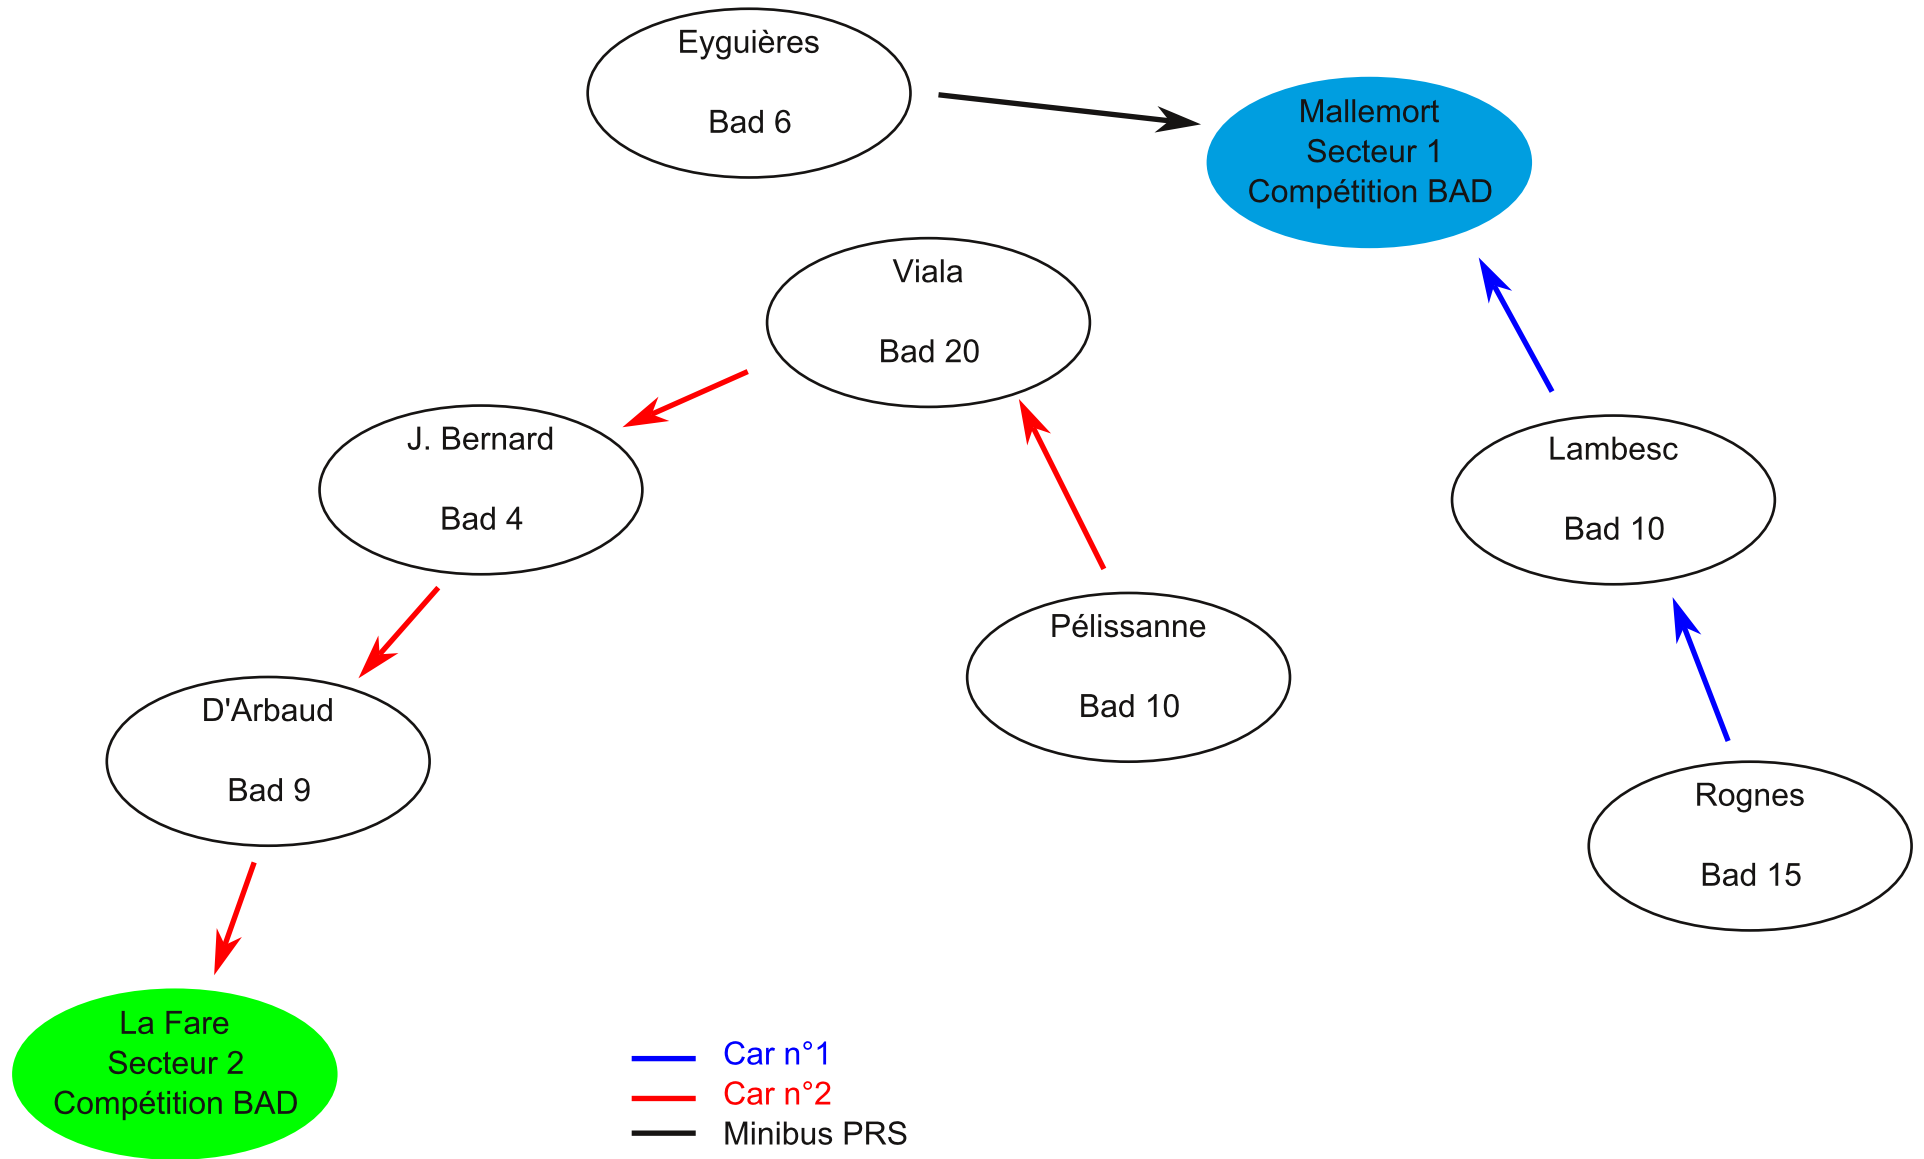 Eyguières
Bad 6
Mallemort
Secteur 1
Compétition BAD
Viala
Bad 20
J. Bernard
Bad 4
Lambesc
Bad 10
Pélissanne
Bad 10
D'Arbaud
Bad 9
Rognes
Bad 15
La Fare
Secteur 2
Compétition BAD
Car n°1
Car n°2
Minibus PRS